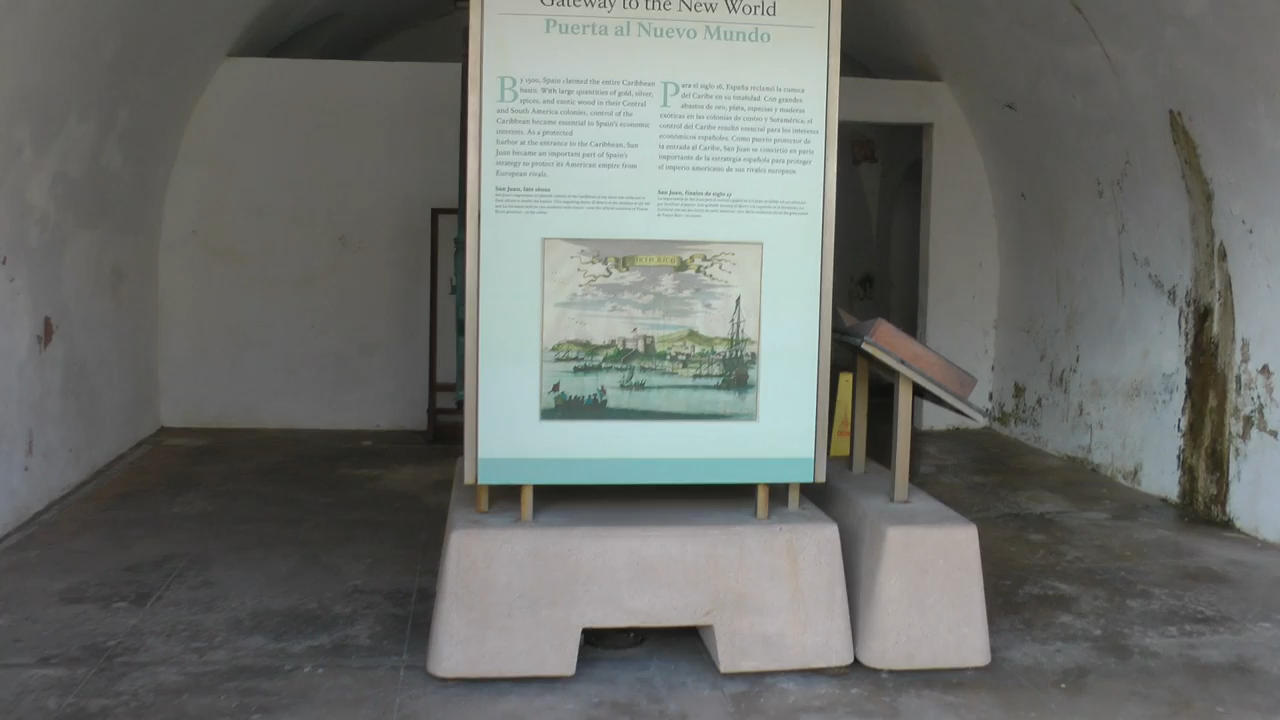 Gateway to the New World
Puerta al Nuevo Mundo
By 1500, Spain claimed the entire Caribbean
basin. With large quantities of gold, silver,
spices, and exotic wood in their Central
and South America colonies, control of the
Caribbean became essential to Spain's economic
interests. As a protected
harbor at the entrance to the Caribbean, San
Juan became an important part of Spain's
strategy to protect its American empire from
European rivals.
San Juan, late 1600s
Para el siglo 16, España reclamó la cuenca
del Caribe en su totalidad. Con grandes
abastos de oro, plata, especias y maderas
exóticas en las colonias de centro y Suramérica, el
control del Caribe resultó esencial para los intereses
económicos españoles. Como puerto protector de
la entrada al Caribe, San Juan se convirtió en parte
importante de la estrategia española para proteger
el imperio americano de sus rivales europeos.
San Juan, finales de siglo 17